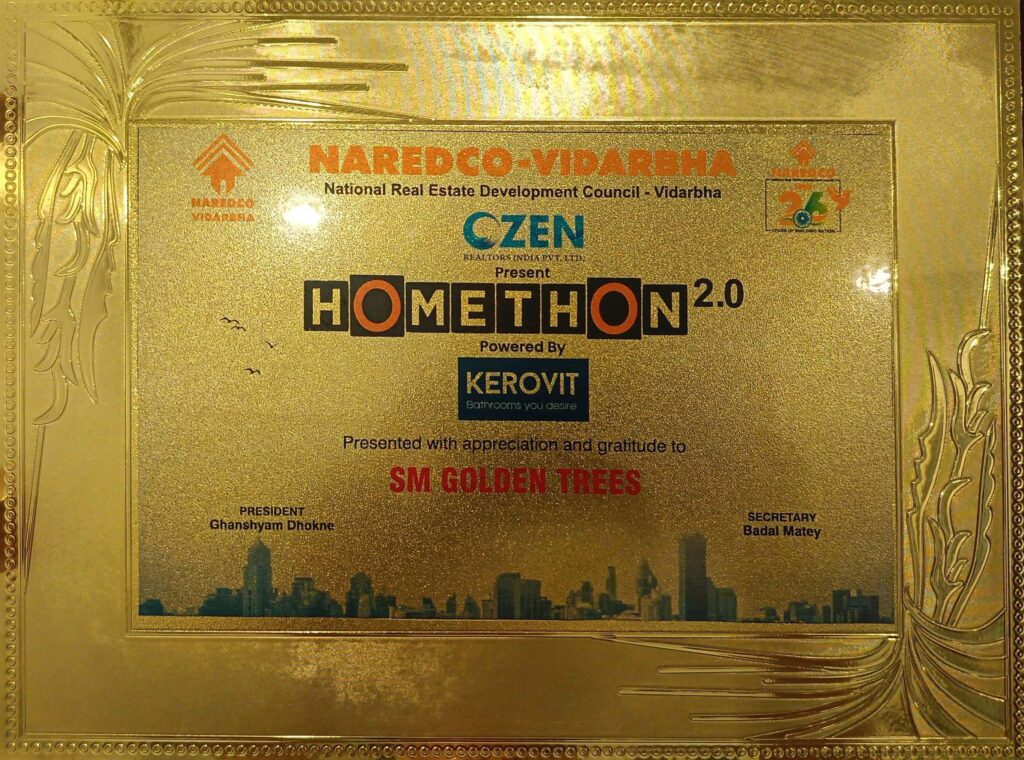 NAREDCO-VIDARBHA
National Real Estate Development Council - Vidarbha
NAREDCO
VIDARBHA
NAREDCO
OZEN
REALTORS INDIA PVT. LTD.
Present
HOMETHON 2.0
Powered By
KEROVIT
Bathrooms you desire
Presented with appreciation and gratitude to
SM GOLDEN TREES
PRESIDENT
Ghanshyam Dhokne
SECRETARY
Badal Matey